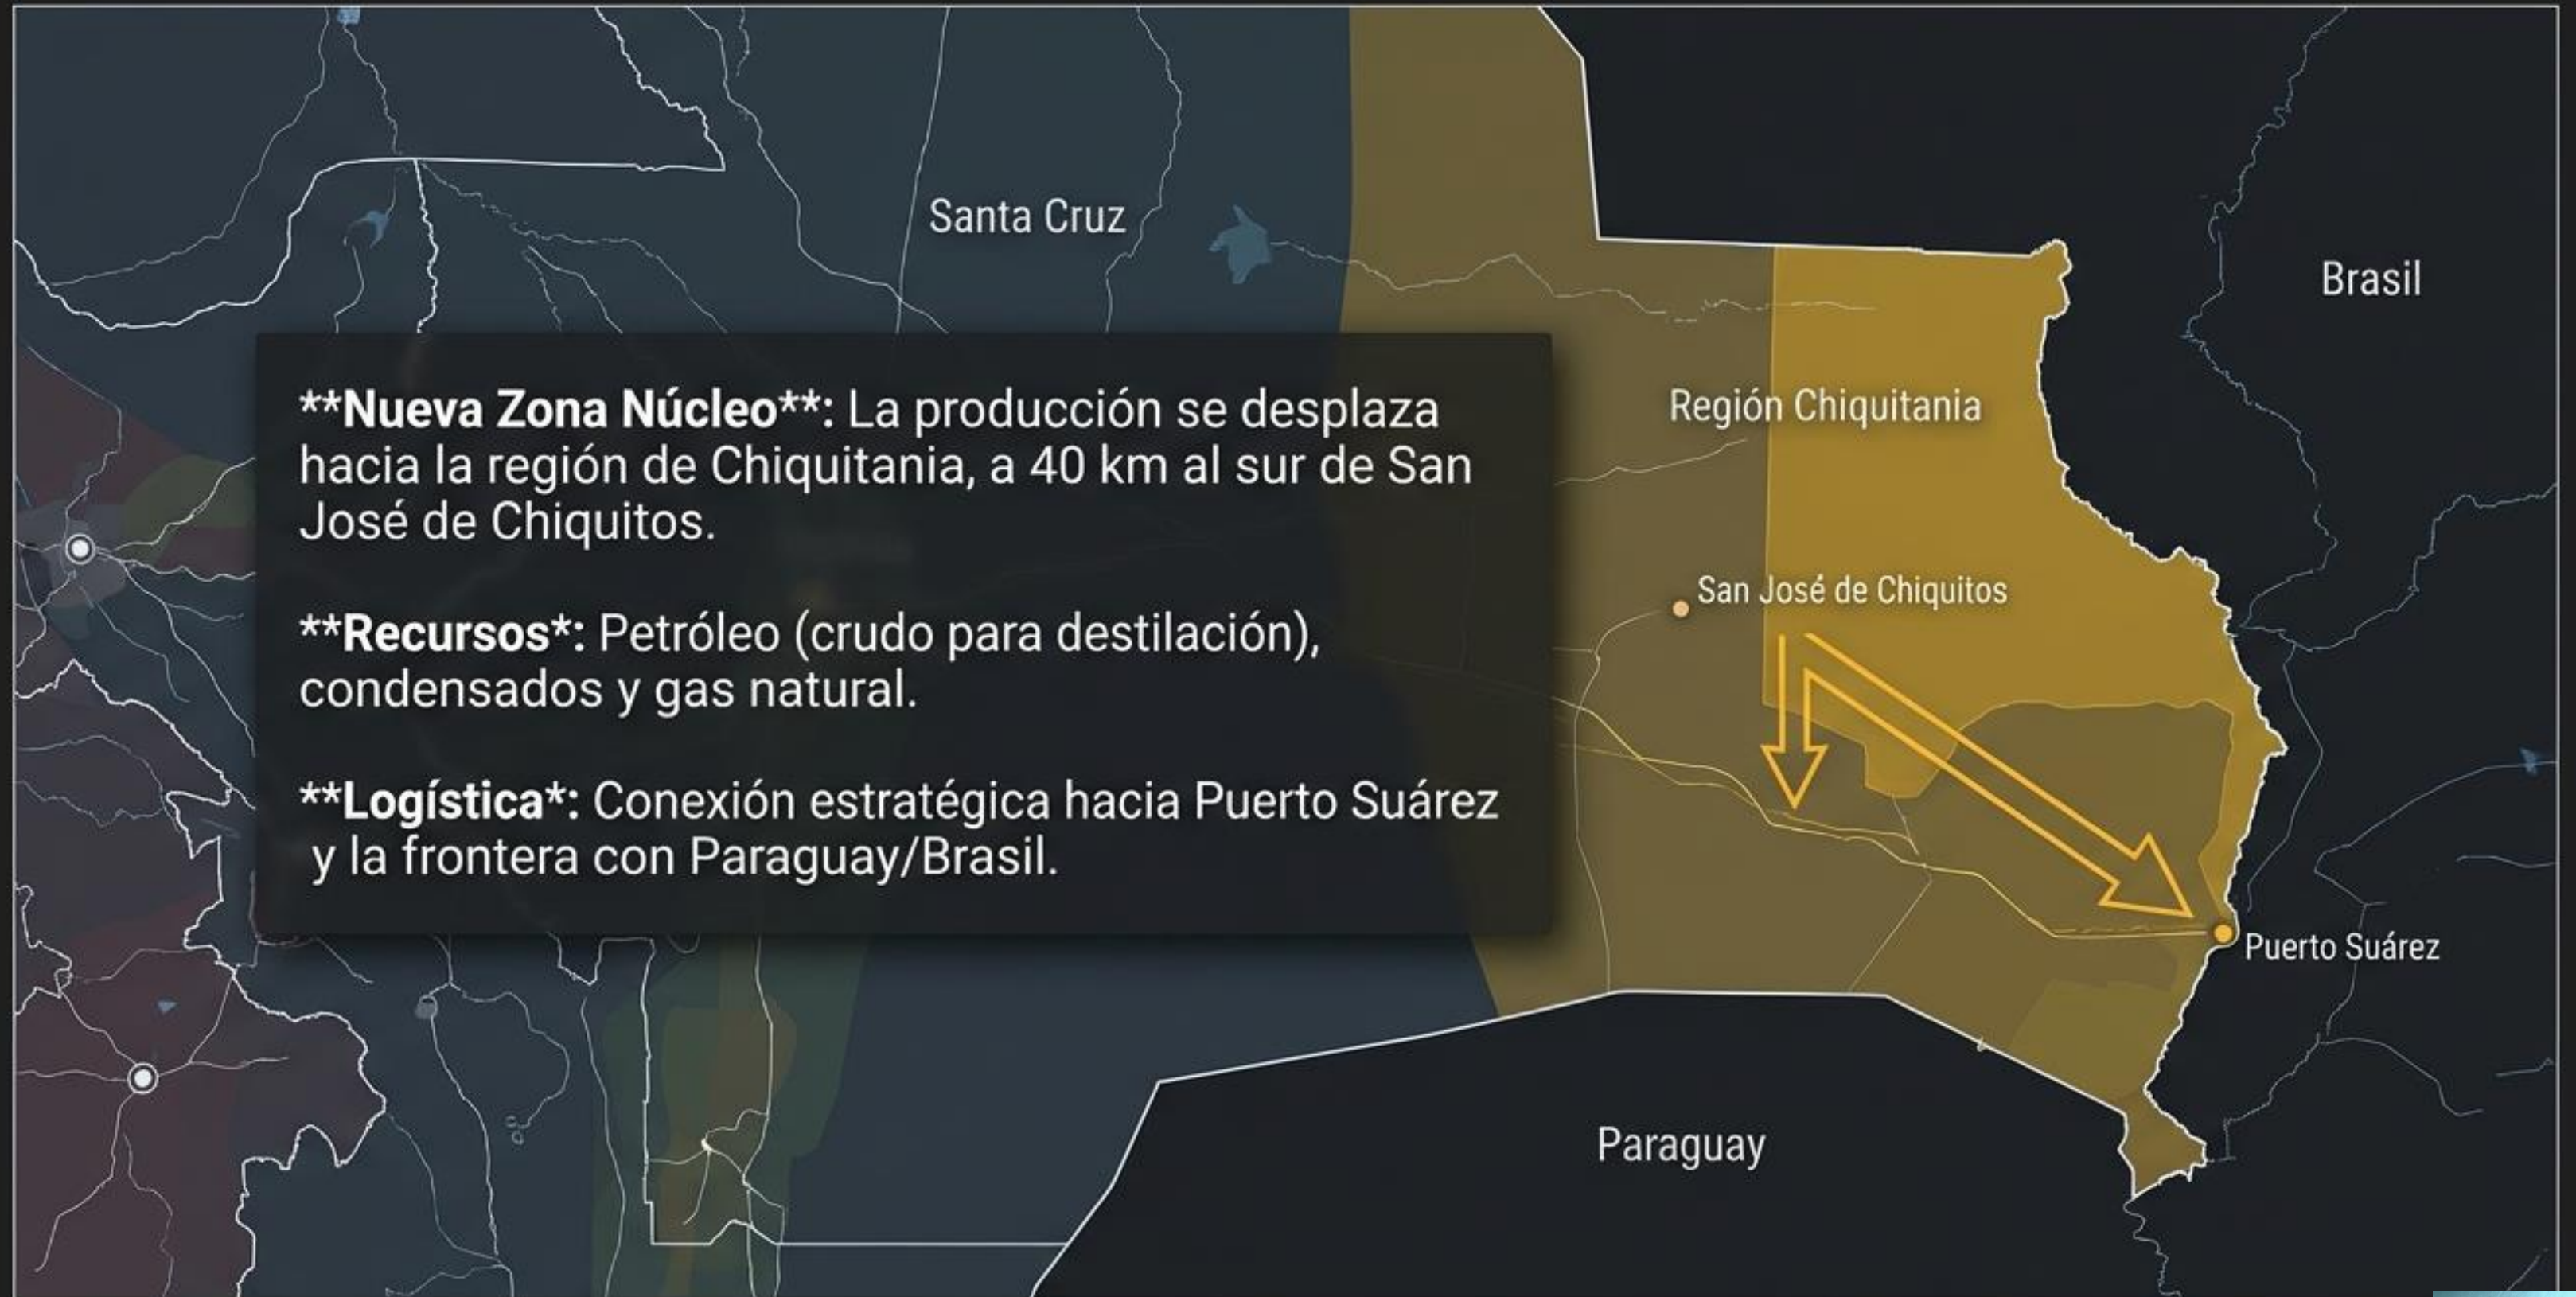 Santa Cruz
Brasil
**Nueva Zona Núcleo**: La producción se desplaza
hacia la región de Chiquitania, a 40 km al sur de San
José de Chiquitos.
**Recursos*: Petróleo (crudo para destilación),
condensados y gas natural.
**Logística*: Conexión estratégica hacia Puerto Suárez
y la frontera con Paraguay/Brasil.
Región Chiquitania
San José de Chiquitos
Puerto Suárez
Paraguay